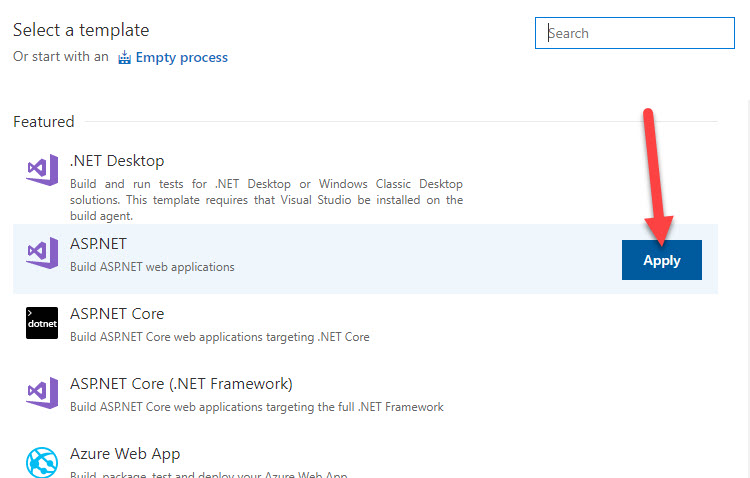 Select a template
Search
Or start with an Empty process
Featured
.NET Desktop
Build and run tests for .NET Desktop or Windows Classic Desktop
solutions. This template requires that Visual Studio be installed on the
build agent.
ASP.NET
Build ASP.NET web applications
Apply
>
dotnet
ASP.NET Core
Build ASP.NET Core web applications targeting .NET Core
ASP.NET Core (.NET Framework)
Build ASP.NET Core web applications targeting the full .NET Framework
Azure Web App
Build, package, test and deploy your Azure Web App